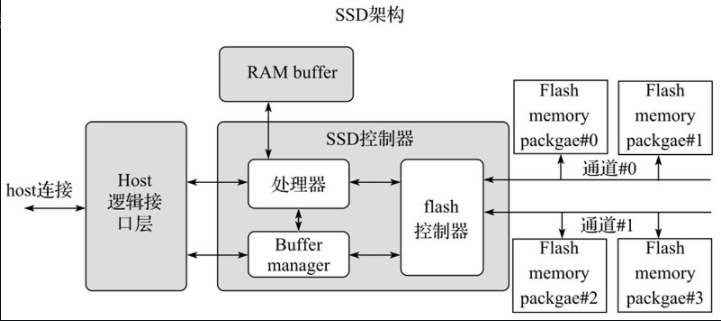 SSD架构
RAM buffer
SSD控制器
host连接
Host
逻辑接
口层
处理器
Buffer
manager
flash
控制器
Flash
memory
packgae#0
Flash
memory
packgae#1
通道#0
通道#1
Flash
memory
packgae#2
Flash
memory
packgae#3